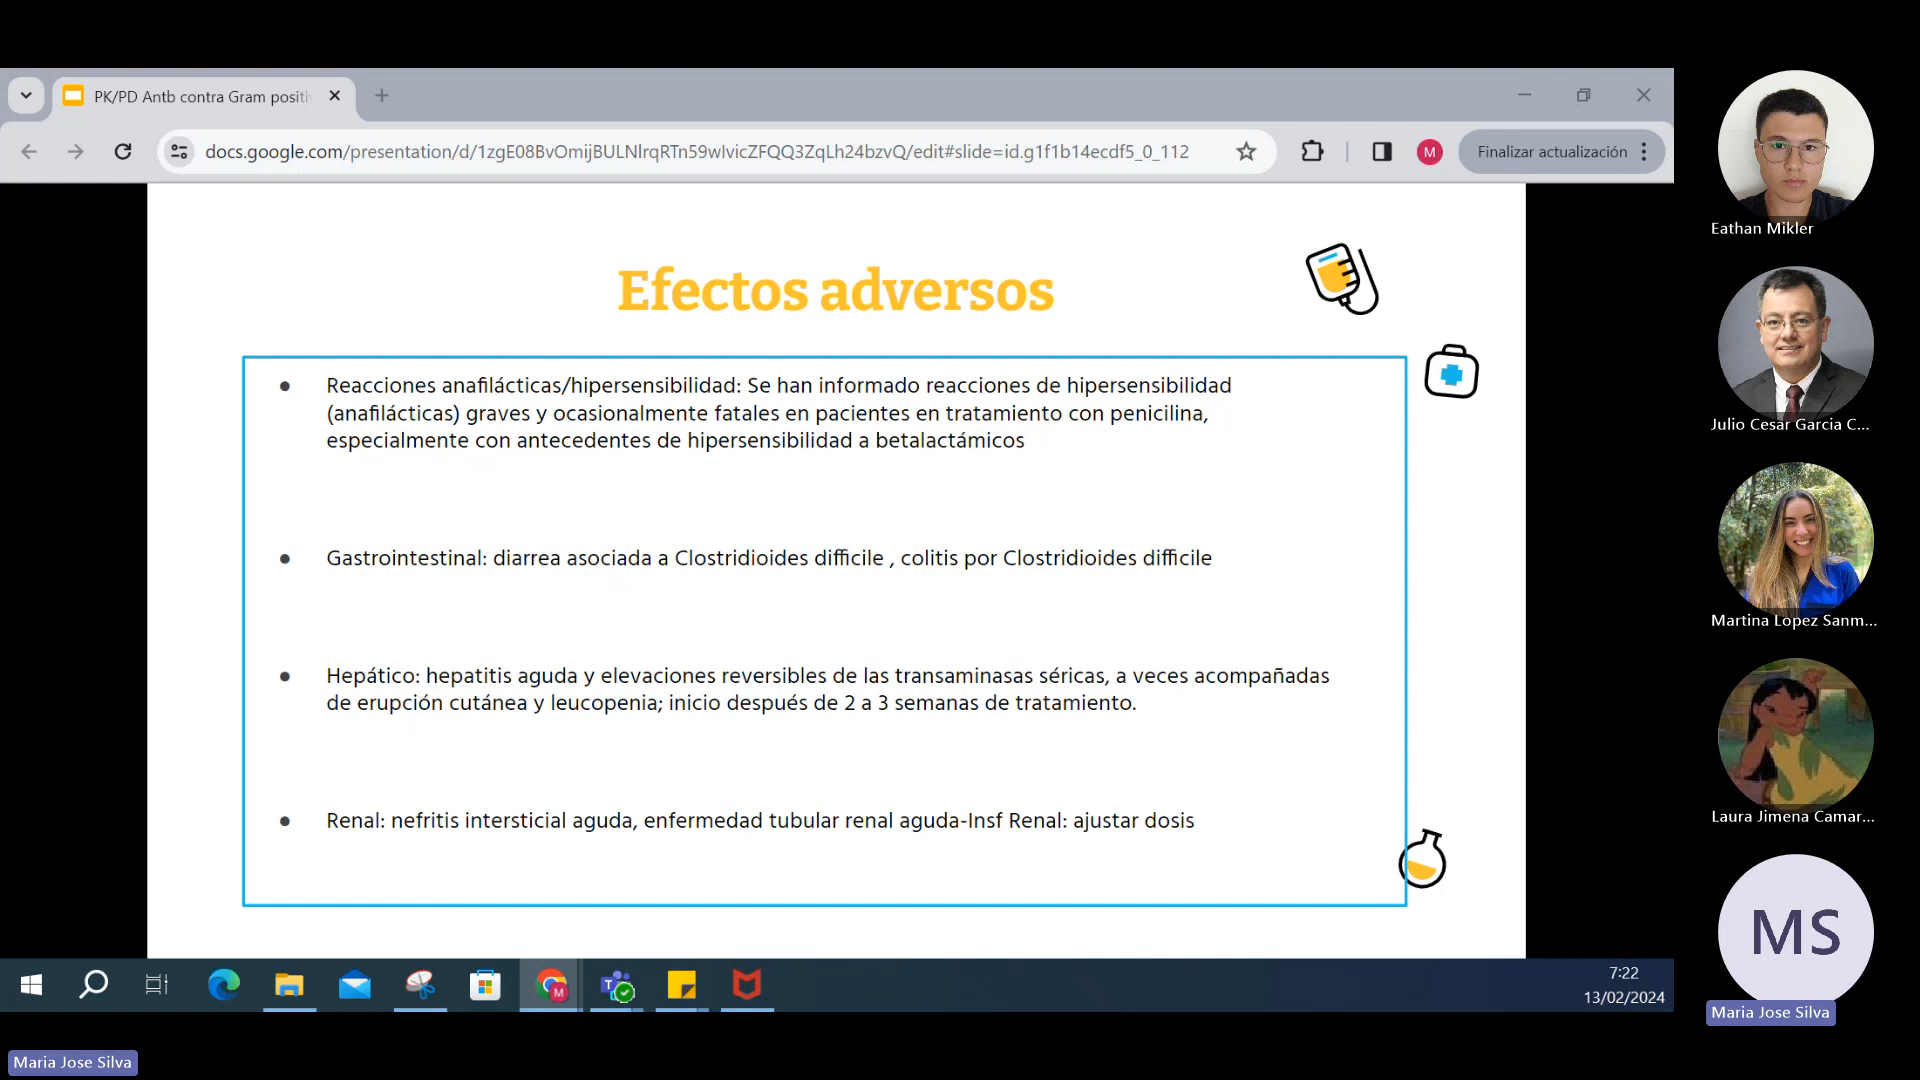 PK/PD Antb contra Gram positi
docs.google.com/presentation/d/1zgE08BvOmijBULNlrqRTn59wIvicZFQQ3ZqLh24bzvQ/edit#slide=id.g1f1b14ecdf5_0_112
M
Finalizar actualización
Efectos adversos
● Reacciones anafilácticas/hipersensibilidad: Se han informado reacciones de hipersensibilidad
(anafilácticas) graves y ocasionalmente fatales en pacientes en tratamiento con penicilina,
especialmente con antecedentes de hipersensibilidad a betalactámicos
● Gastrointestinal: diarrea asociada a Clostridioides difficile , colitis por Clostridioides difficile
● Hepático: hepatitis aguda y elevaciones reversibles de las transaminasas séricas, a veces acompañadas
de erupción cutánea y leucopenia; inicio después de 2 a 3 semanas de tratamiento.
● Renal: nefritis intersticial aguda, enfermedad tubular renal aguda-Insf Renal: ajustar dosis
7:22
13/02/2024
Eathan Mikler
Julio Cesar Garcia C...
Martina Lopez Sanm...
Laura Jimena Camar...
MS
Maria Jose Silva
Maria Jose Silva